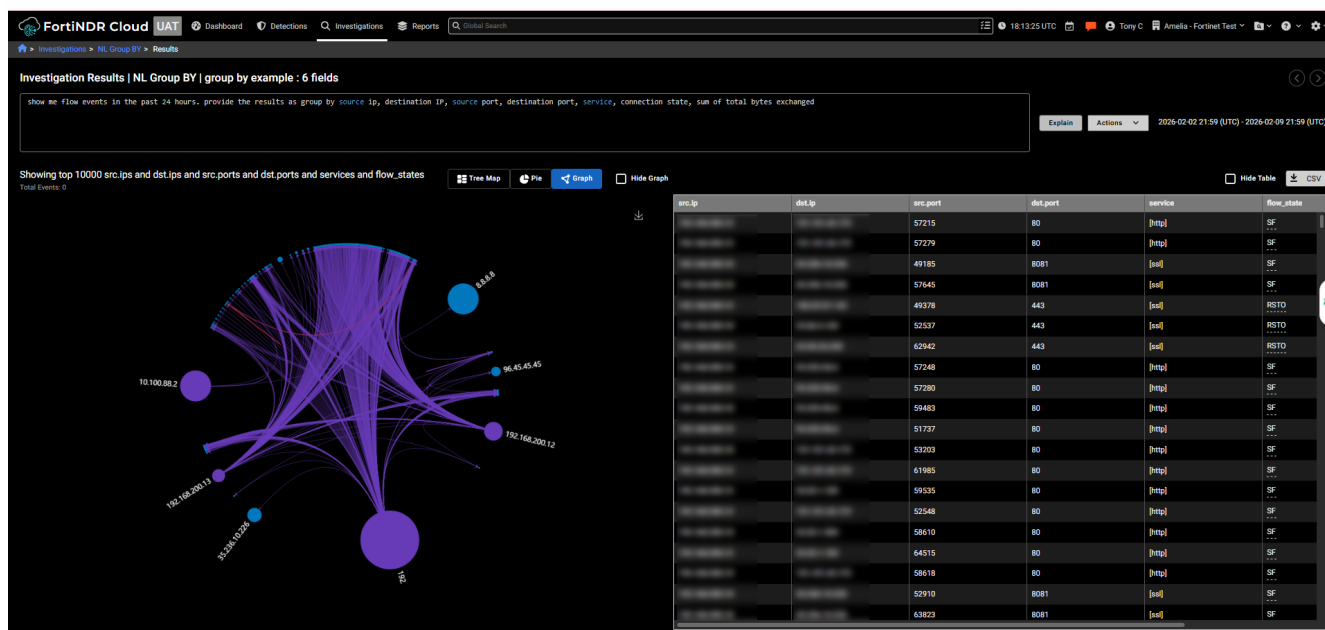 FortiNDR Cloud UAT Dashboard Detections Investigations Reports Global Search 18:13:25 UTC Tony C Amelia - Fortinet Test
> Investigations > NL Group BY > Results
Investigation Results | NL Group BY | group by example : 6 fields
show me flow events in the past 24 hours. provide the results as group by source ip, destination IP, source port, destination port, service, connection state, sum of total bytes exchanged
Explain Actions 2026-02-02 21:59 (UTC) - 2026-02-09 21:59 (UTC)
Showing top 10000 src.ips and dst.ips and src.ports and dst.ports and services and flow_states
Total Events: 0
Tree Map Pie Graph Hide Graph Hide Table CSV
8.8.8.8
96.45.45.45
10.100.88.2
192.168.200.12
192.168.200.13
35.236.10.226
192
src.ip dst.ip src.port dst.port service flow_state
57215 80 [http] SF
57279 80 [http] SF
49185 8081 [ssl] SF
57645 8081 [ssl] SF
49378 443 [ssl] RSTO
52537 443 [ssl] RSTO
62942 443 [ssl] RSTO
57248 80 [http] SF
57280 80 [http] SF
59483 80 [http] SF
51737 80 [http] SF
53203 80 [http] SF
61985 80 [http] SF
59535 80 [http] SF
52548 80 [http] SF
58610 80 [http] SF
64515 80 [http] SF
58618 80 [http] SF
52910 8081 [ssl] SF
63823 8081 [ssl] SF